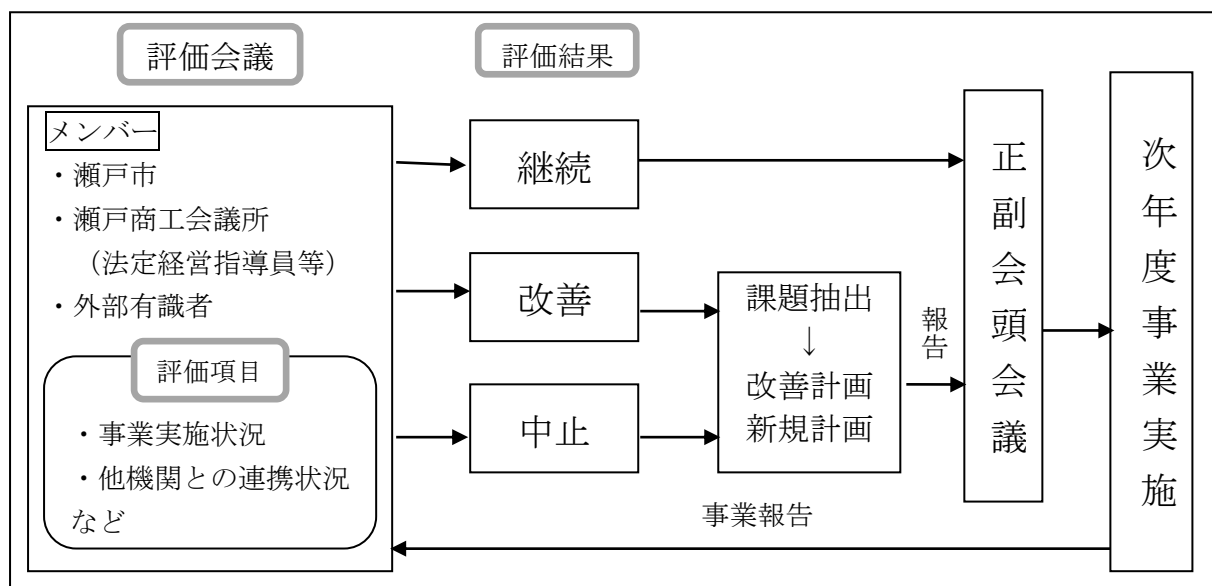 評価会議
メンバー
・瀬戸市
・瀬戸商工会議所
（法定経営指導員等）
・外部有識者
評価項目
・事業実施状況
・他機関との連携状況
など
評価結果
継続
改善
中止
課題抽出
↓
改善計画
新規計画
報告
正副会頭会議
次年度事業実施
事業報告